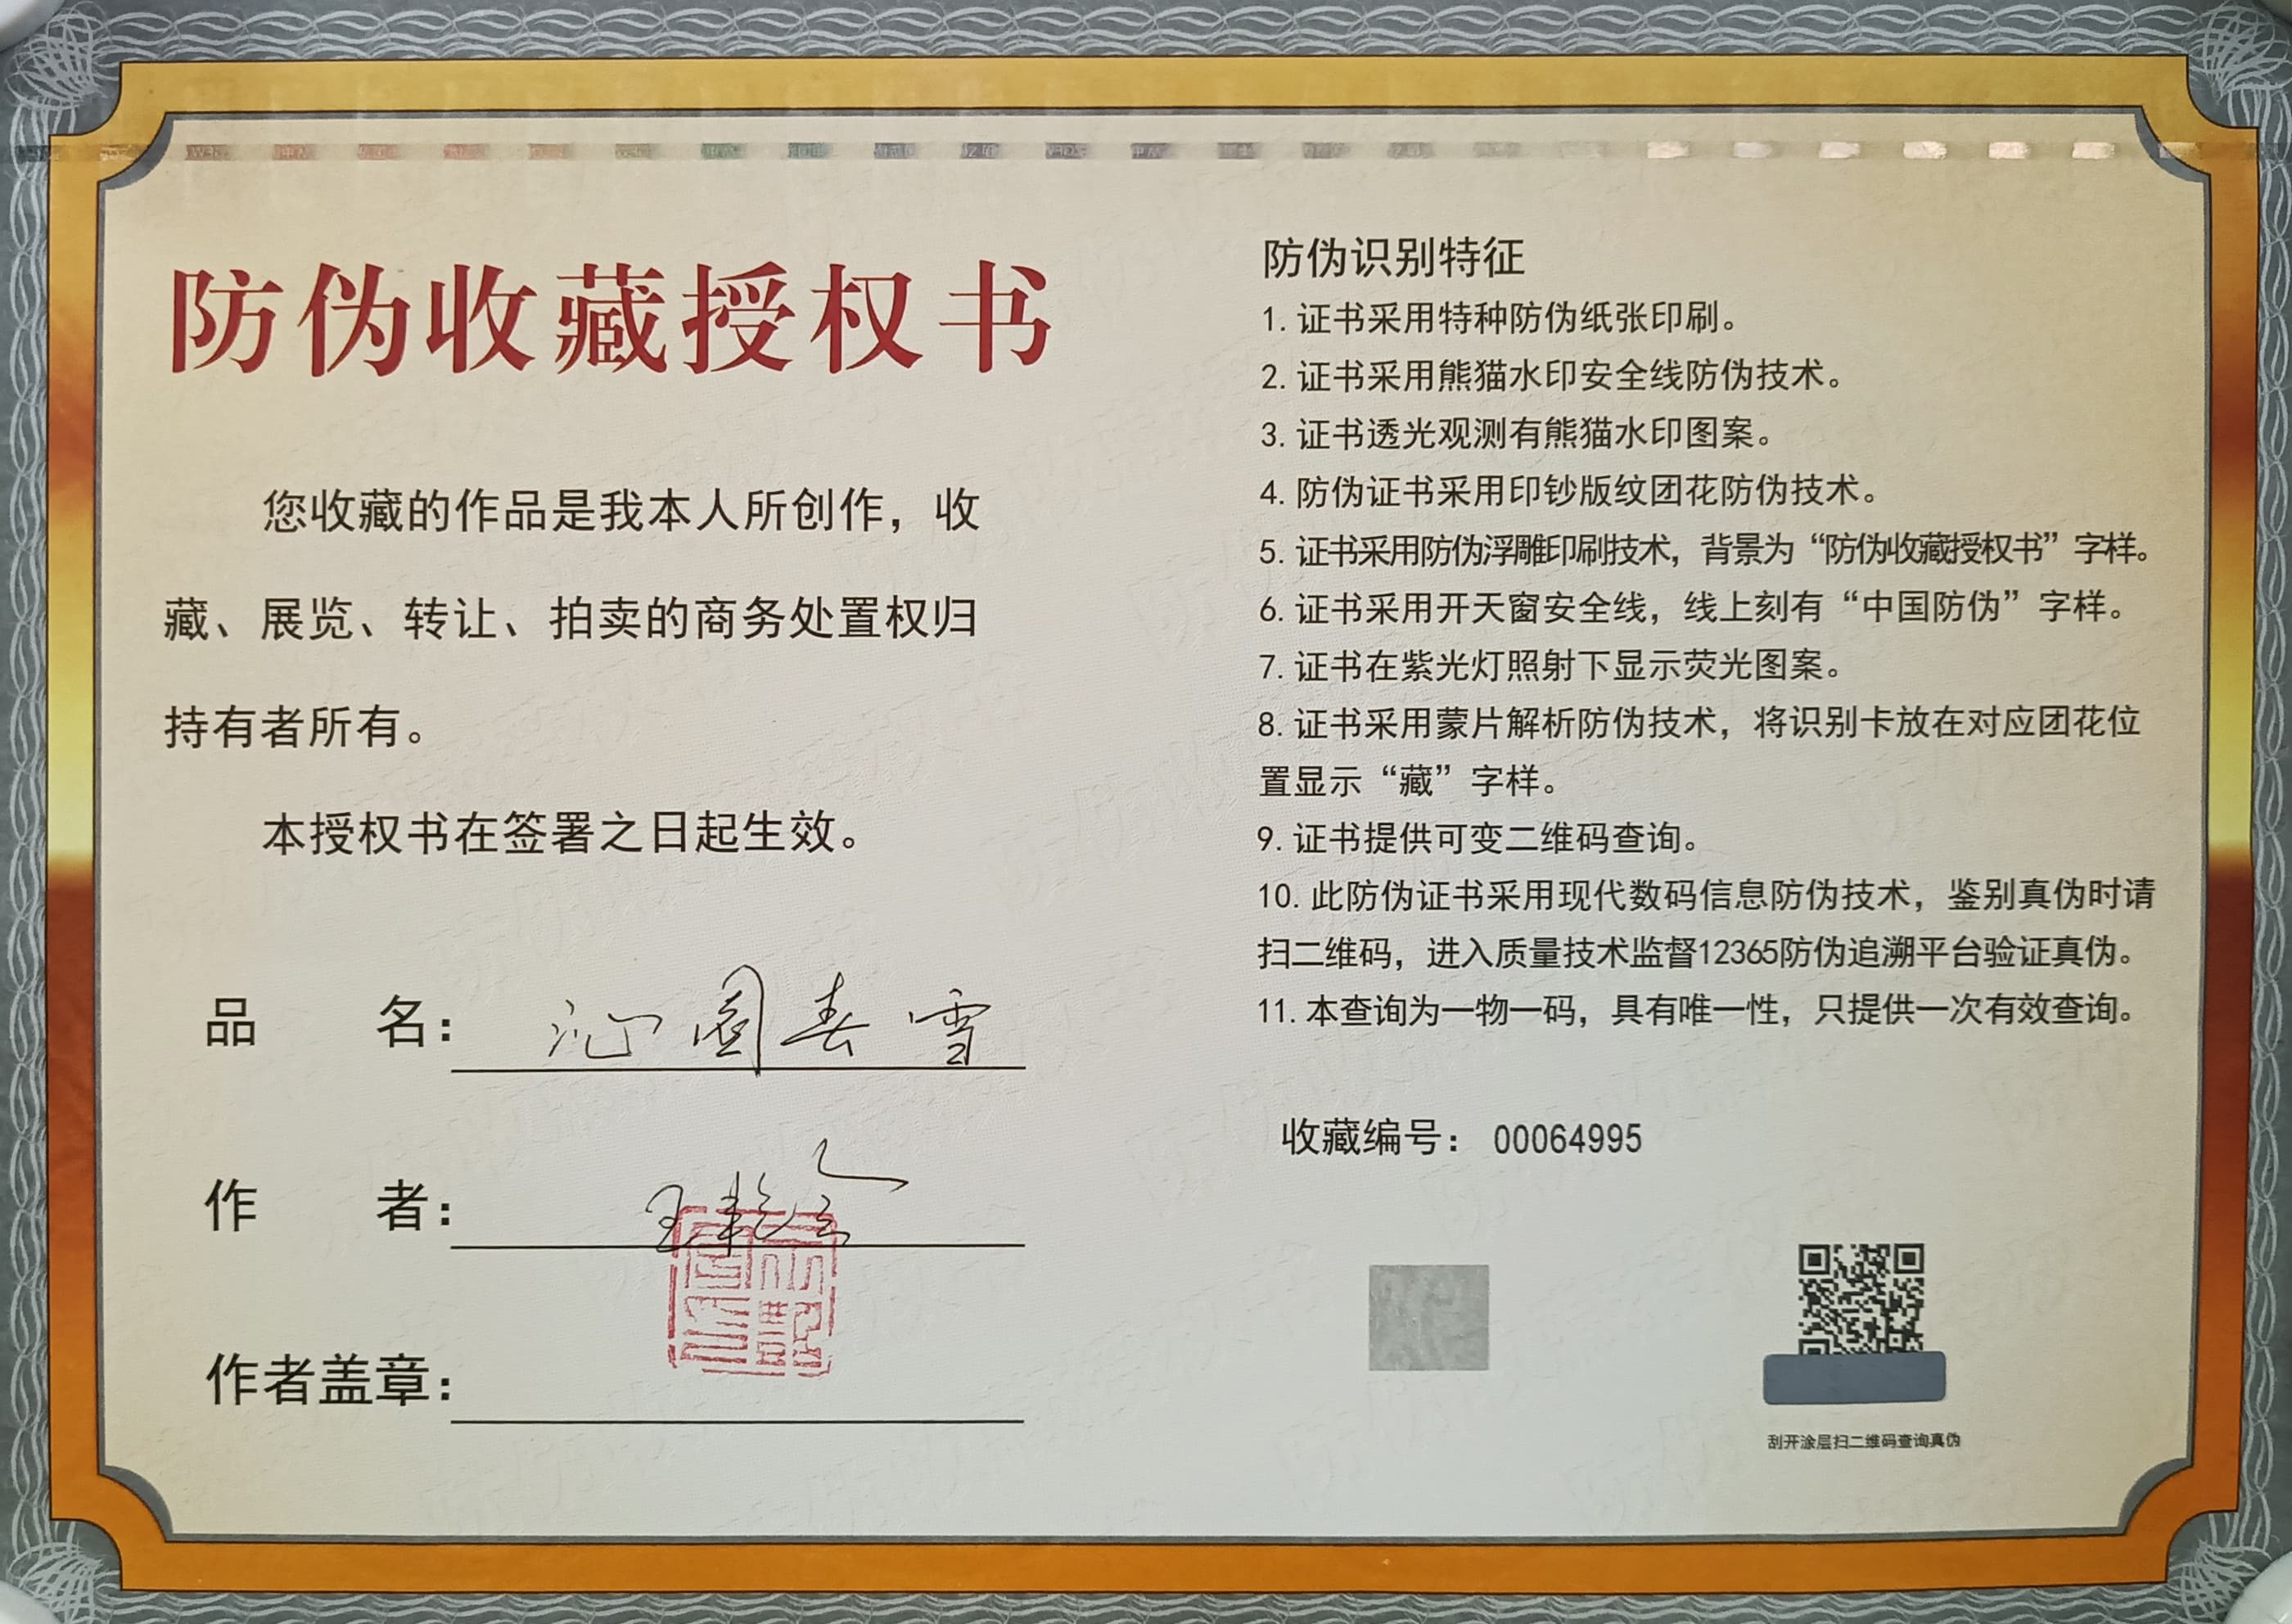 防伪收藏授权书
您收藏的作品是我本人所创作，收
藏、展览、转让、拍卖的商务处置权归
持有者所有。
本授权书在签署之日起生效。
品 名：沁园春雪
作 者：王
作者盖章：
防伪识别特征
1. 证书采用特种防伪纸张印刷。
2. 证书采用熊猫水印安全线防伪技术。
3. 证书透光观测有熊猫水印图案。
4. 防伪证书采用印钞版纹团花防伪技术。
5. 证书采用防伪浮雕印刷技术，背景为“防伪收藏授权书”字样。
6. 证书采用开天窗安全线，线上刻有“中国防伪”字样。
7. 证书在紫光灯照射下显示荧光图案。
8. 证书采用蒙片解析防伪技术，将识别卡放在对应团花位
置显示“藏”字样。
9. 证书提供可变二维码查询。
10. 此防伪证书采用现代数码信息防伪技术，鉴别真伪时请
扫二维码，进入质量技术监督12365防伪追溯平台验证真伪。
11. 本查询为一物一码，具有唯一性，只提供一次有效查询。
收藏编号： 00064995
刮开涂层扫二维码查询真伪